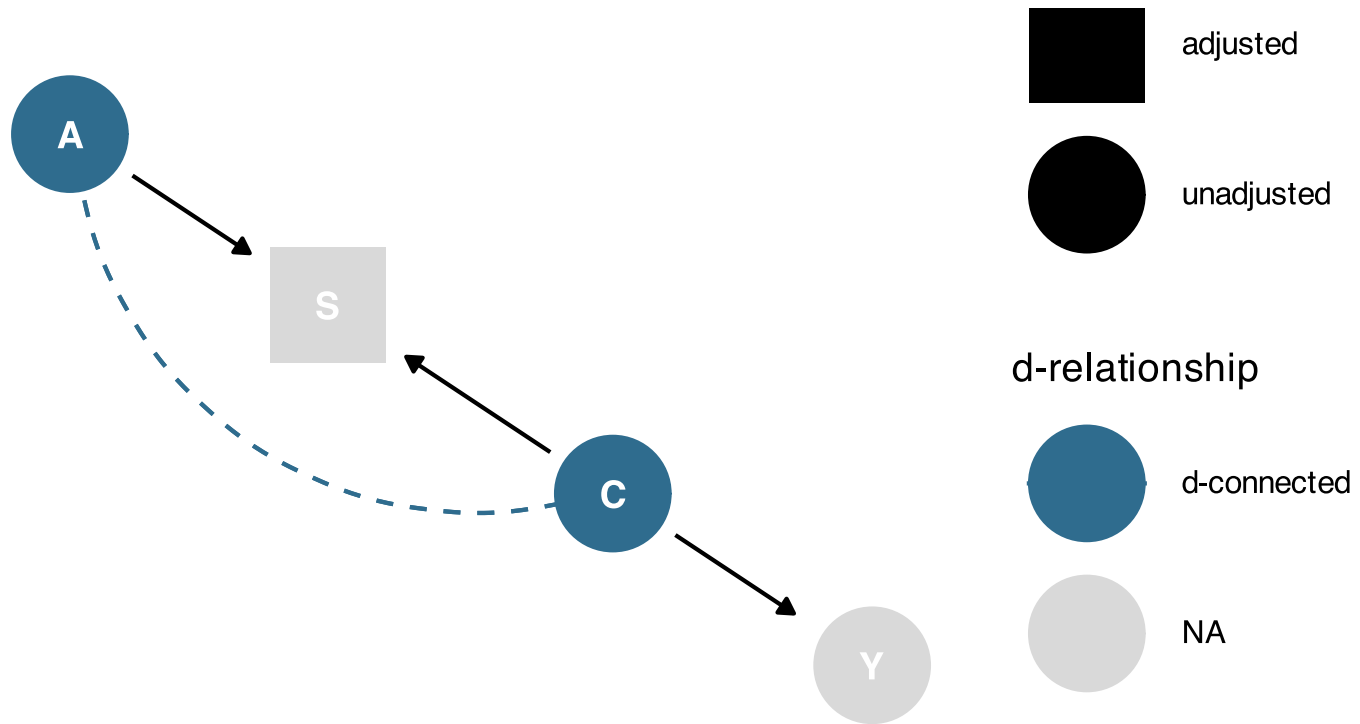 A
S
C
Y
adjusted
unadjusted
d-relationship
d-connected
NA